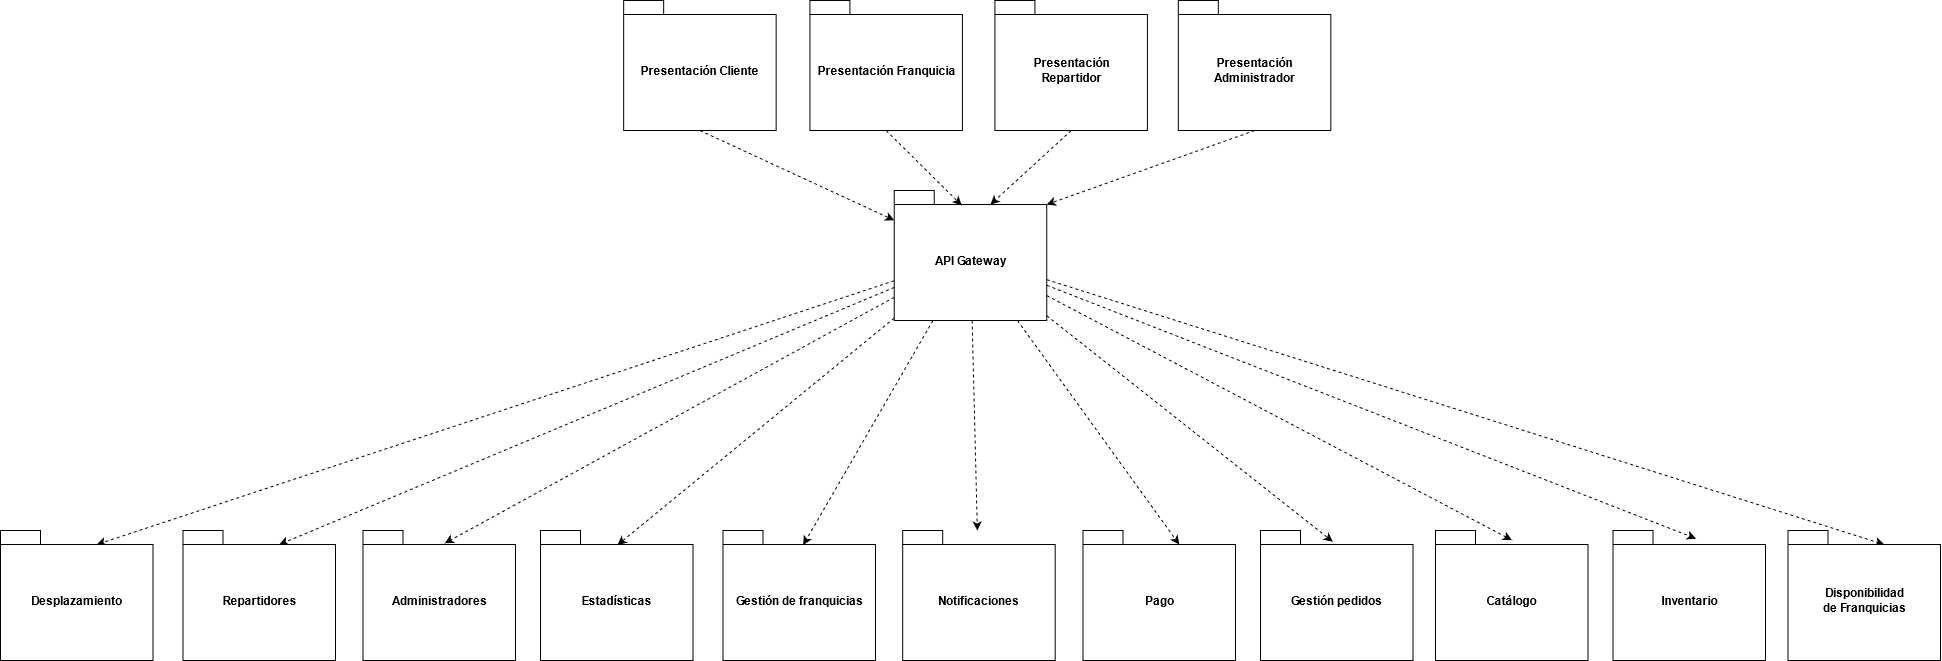 Presentación Cliente
Presentación Franquicia
Presentación
Repartidor
Presentación
Administrador
API Gateway
Desplazamiento
Repartidores
Administradores
Estadísticas
Gestión de franquicias
Notificaciones
Pago
Gestión pedidos
Catálogo
Inventario
Disponibilidad
de Franquicias